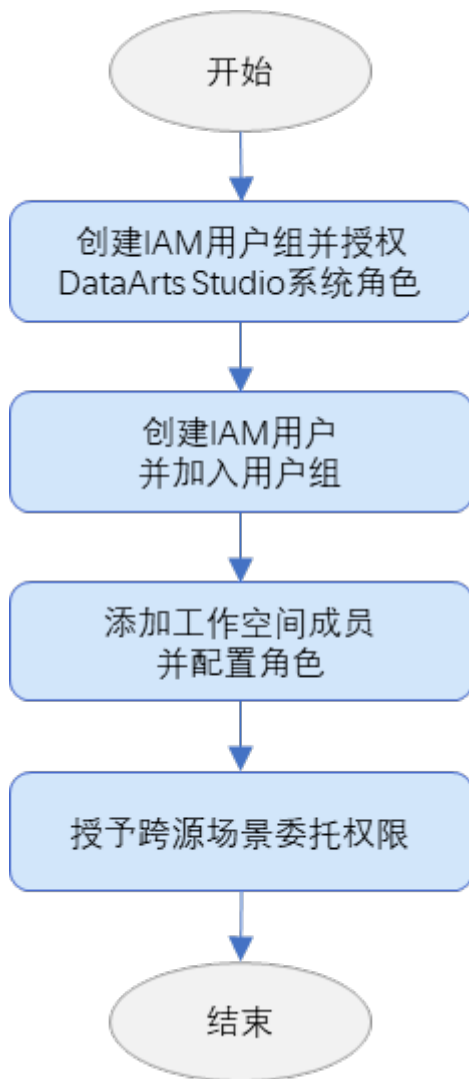 开始
创建IAM用户组并授权
DataArts Studio系统角色
创建IAM用户
并加入用户组
添加工作空间成员
并配置角色
授予跨源场景委托权限
结束